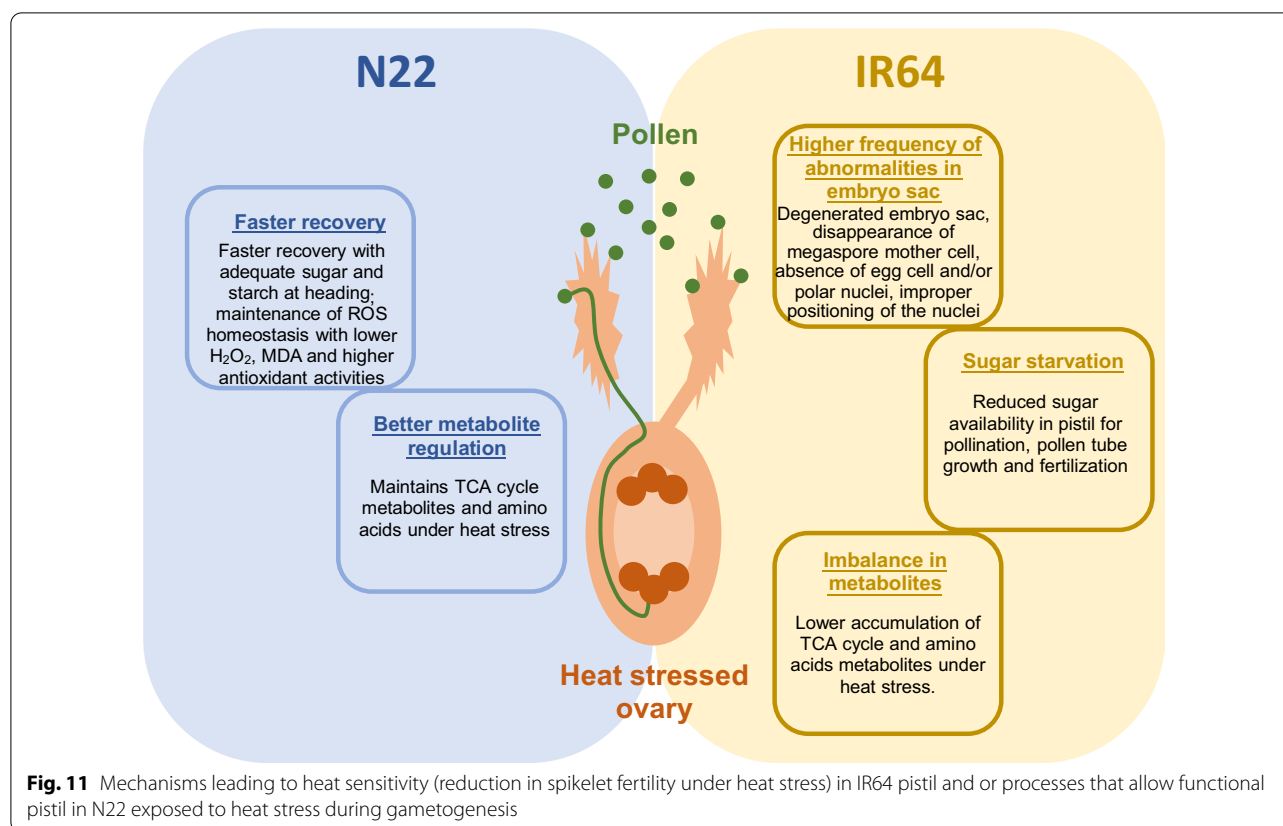 N22
IR64
Pollen
Faster recovery
Faster recovery with
adequate sugar and
starch at heading;
maintenance of ROS
homeostasis with lower
H₂O₂, MDA and higher
antioxidant activities
Better metabolite
regulation
Maintains TCA cycle
metabolites and amino
acids under heat stress
Higher frequency of
abnormalities in
embryo sac
Degenerated embryo sac,
disappearance of
megaspore mother cell,
absence of egg cell and/or
polar nuclei, improper
positioning of the nuclei
Sugar starvation
Reduced sugar
availability in pistil for
pollination, pollen tube
growth and fertilization
Imbalance in
metabolites
Lower accumulation of
TCA cycle and amino
acids metabolites under
heat stress.
Heat stressed
ovary
Fig. 11 Mechanisms leading to heat sensitivity (reduction in spikelet fertility under heat stress) in IR64 pistil and or processes that allow functional
pistil in N22 exposed to heat stress during gametogenesis